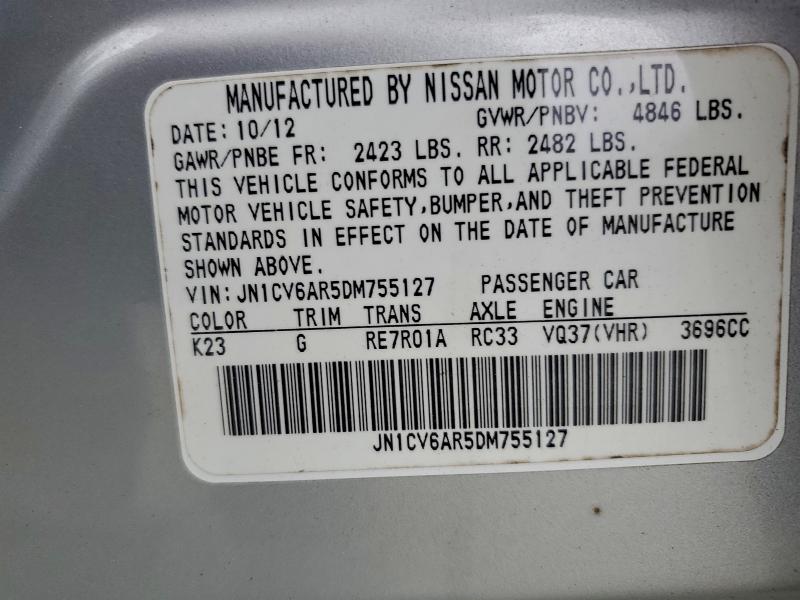 MANUFACTURED BY NISSAN MOTOR CO.,LTD.
DATE: 10/12 GVWR/PNBV: 4846 LBS.
GAWR/PNBE FR: 2423 LBS. RR: 2482 LBS.
THIS VEHICLE CONFORMS TO ALL APPLICABLE FEDERAL
MOTOR VEHICLE SAFETY,BUMPER,AND THEFT PREVENTION
STANDARDS IN EFFECT ON THE DATE OF MANUFACTURE
SHOWN ABOVE.
VIN:JN1CV6AR5DM755127 PASSENGER CAR
COLOR TRIM TRANS AXLE ENGINE
K23 G RE7R01A RC33 VQ37(VHR) 3696CC
JN1CV6AR5DM755127